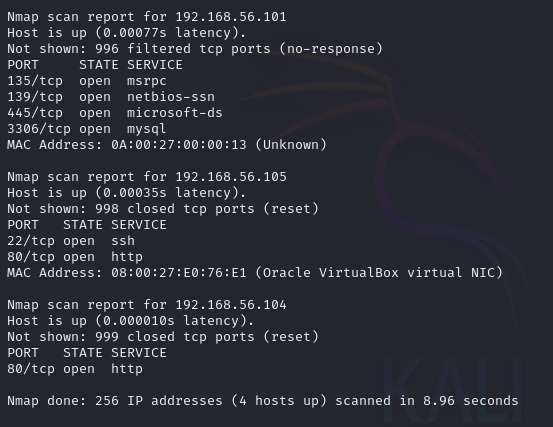 Nmap scan report for 192.168.56.101
Host is up (0.00077s latency).
Not shown: 996 filtered tcp ports (no-response)
PORT     STATE SERVICE
135/tcp  open  msrpc
139/tcp  open  netbios-ssn
445/tcp  open  microsoft-ds
3306/tcp open  mysql
MAC Address: 0A:00:27:00:00:13 (Unknown)

Nmap scan report for 192.168.56.105
Host is up (0.00035s latency).
Not shown: 998 closed tcp ports (reset)
PORT   STATE SERVICE
22/tcp open  ssh
80/tcp open  http
MAC Address: 08:00:27:E0:76:E1 (Oracle VirtualBox virtual NIC)

Nmap scan report for 192.168.56.104
Host is up (0.000010s latency).
Not shown: 999 closed tcp ports (reset)
PORT   STATE SERVICE
80/tcp open  http

Nmap done: 256 IP addresses (4 hosts up) scanned in 8.96 seconds
KALI